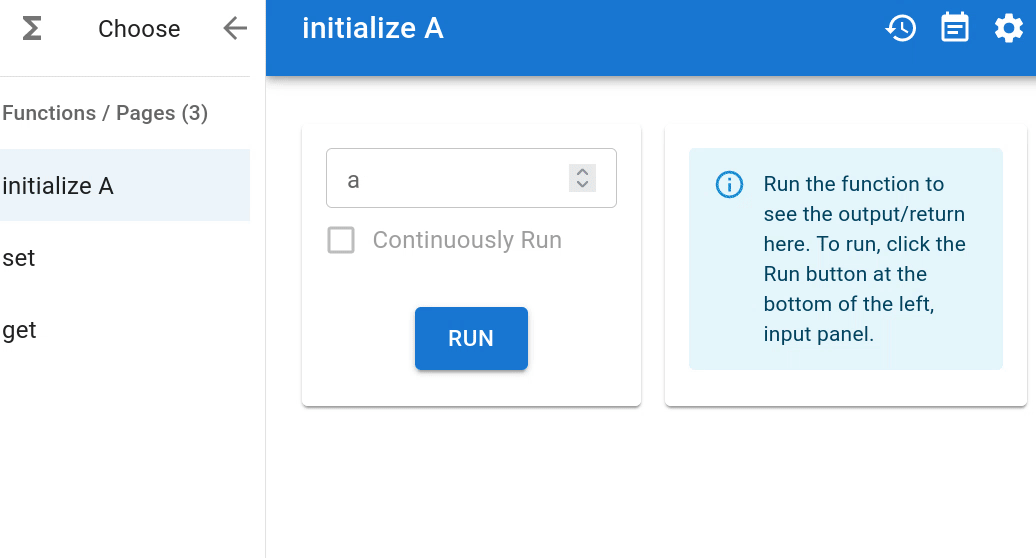 Choose
initialize A
Functions / Pages (3)
initialize A
set
get
a
Continuously Run
RUN
Run the function to
see the output/return
here. To run, click the
Run button at the
bottom of the left,
input panel.